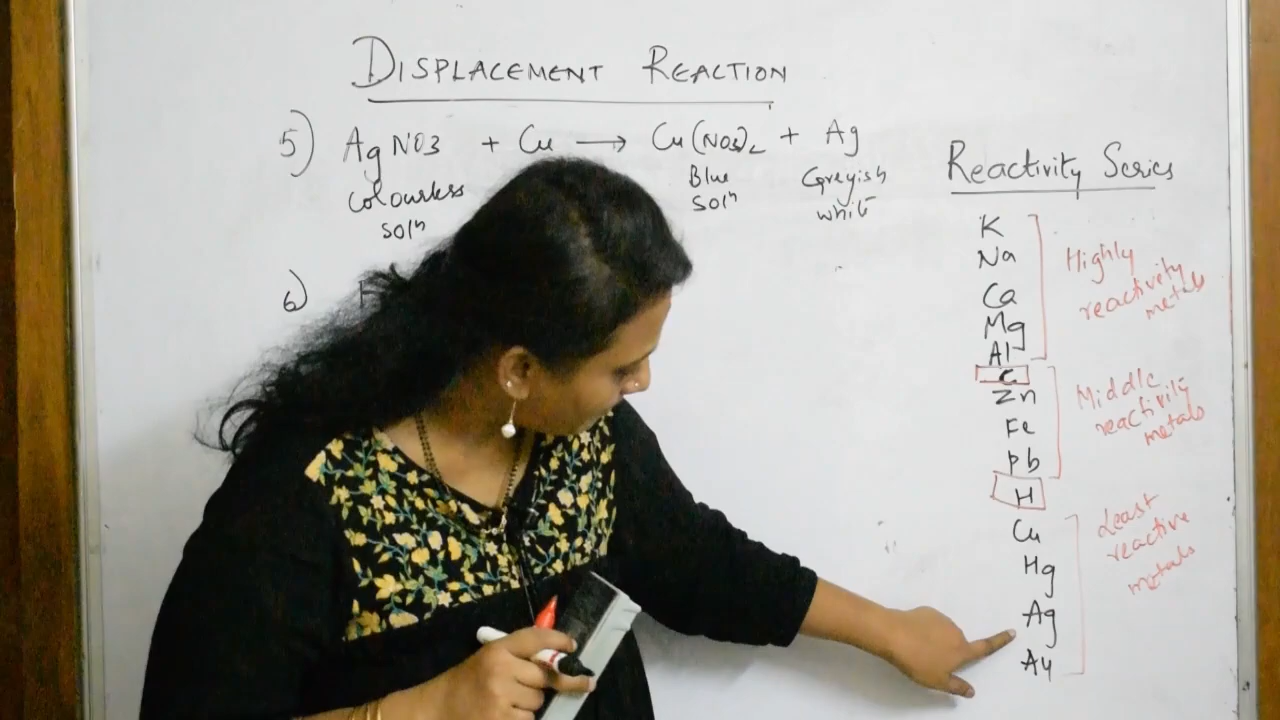 DISPLACEMENT REACTION
5) AgNO3 + Cu → Cu(NO3)2 + Ag
Colourless
solⁿ
Blue
solⁿ
Greyish
white
6)
Reactivity Series
K
Na
Ca
Mg
Al
C
Zn
Fe
Pb
H
Cu
Hg
Ag
Au
Highly
reactivity
metals
Middle
reactivity
metals
Least
reactive
metals